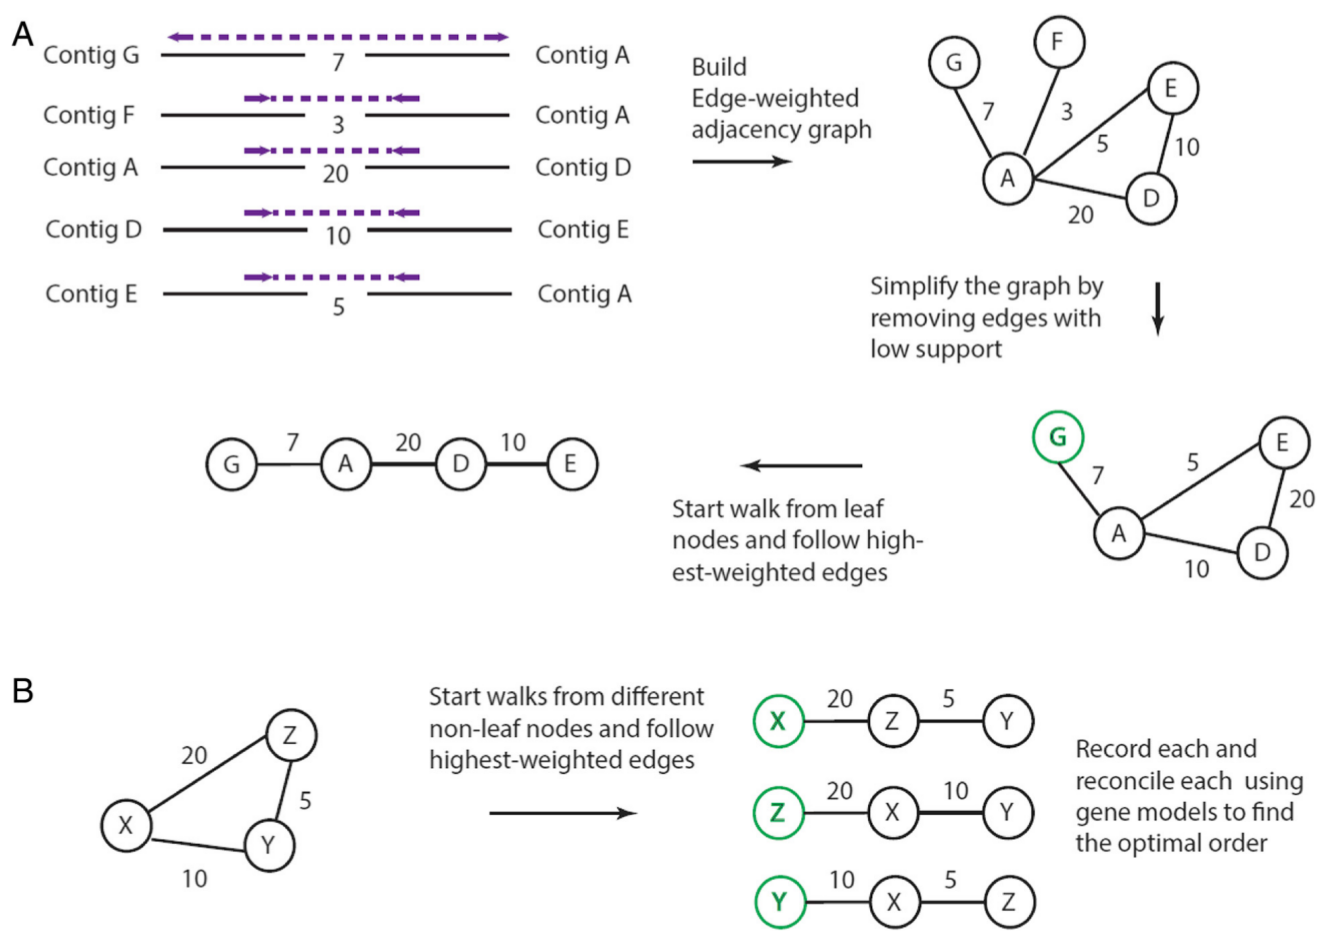 A
Contig G 7 Contig A
Contig F 3 Contig A
Contig A 20 Contig D
Contig D 10 Contig E
Contig E 5 Contig A
Build
Edge-weighted
adjacency graph
G
F
E
7
3
5
10
A
D
20
Simplify the graph by
removing edges with
low support
G
E
5
7
20
A
D
10
Start walk from leaf
nodes and follow high-
est-weighted edges
G 7 A 20 D 10 E
B
Z
20
5
X
Y
10
Start walks from different
non-leaf nodes and follow
highest-weighted edges
X 20 Z 5 Y
Z 20 X 10 Y
Y 10 X 5 Z
Record each and
reconcile each using
gene models to find
the optimal order